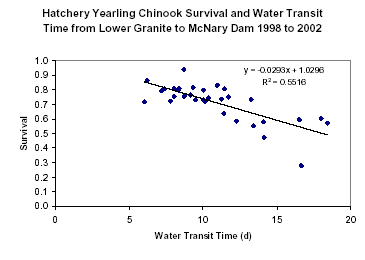 Hatchery Yearling Chinook Survival and Water Transit
Time from Lower Granite to McNary Dam 1998 to 2002
y = -0.0293x + 1.0296
R² = 0.5516
Survival
1.0
0.9
0.8
0.7
0.6
0.5
0.4
0.3
0.2
0.1
0.0
0 5 10 15 20
Water Transit Time (d)